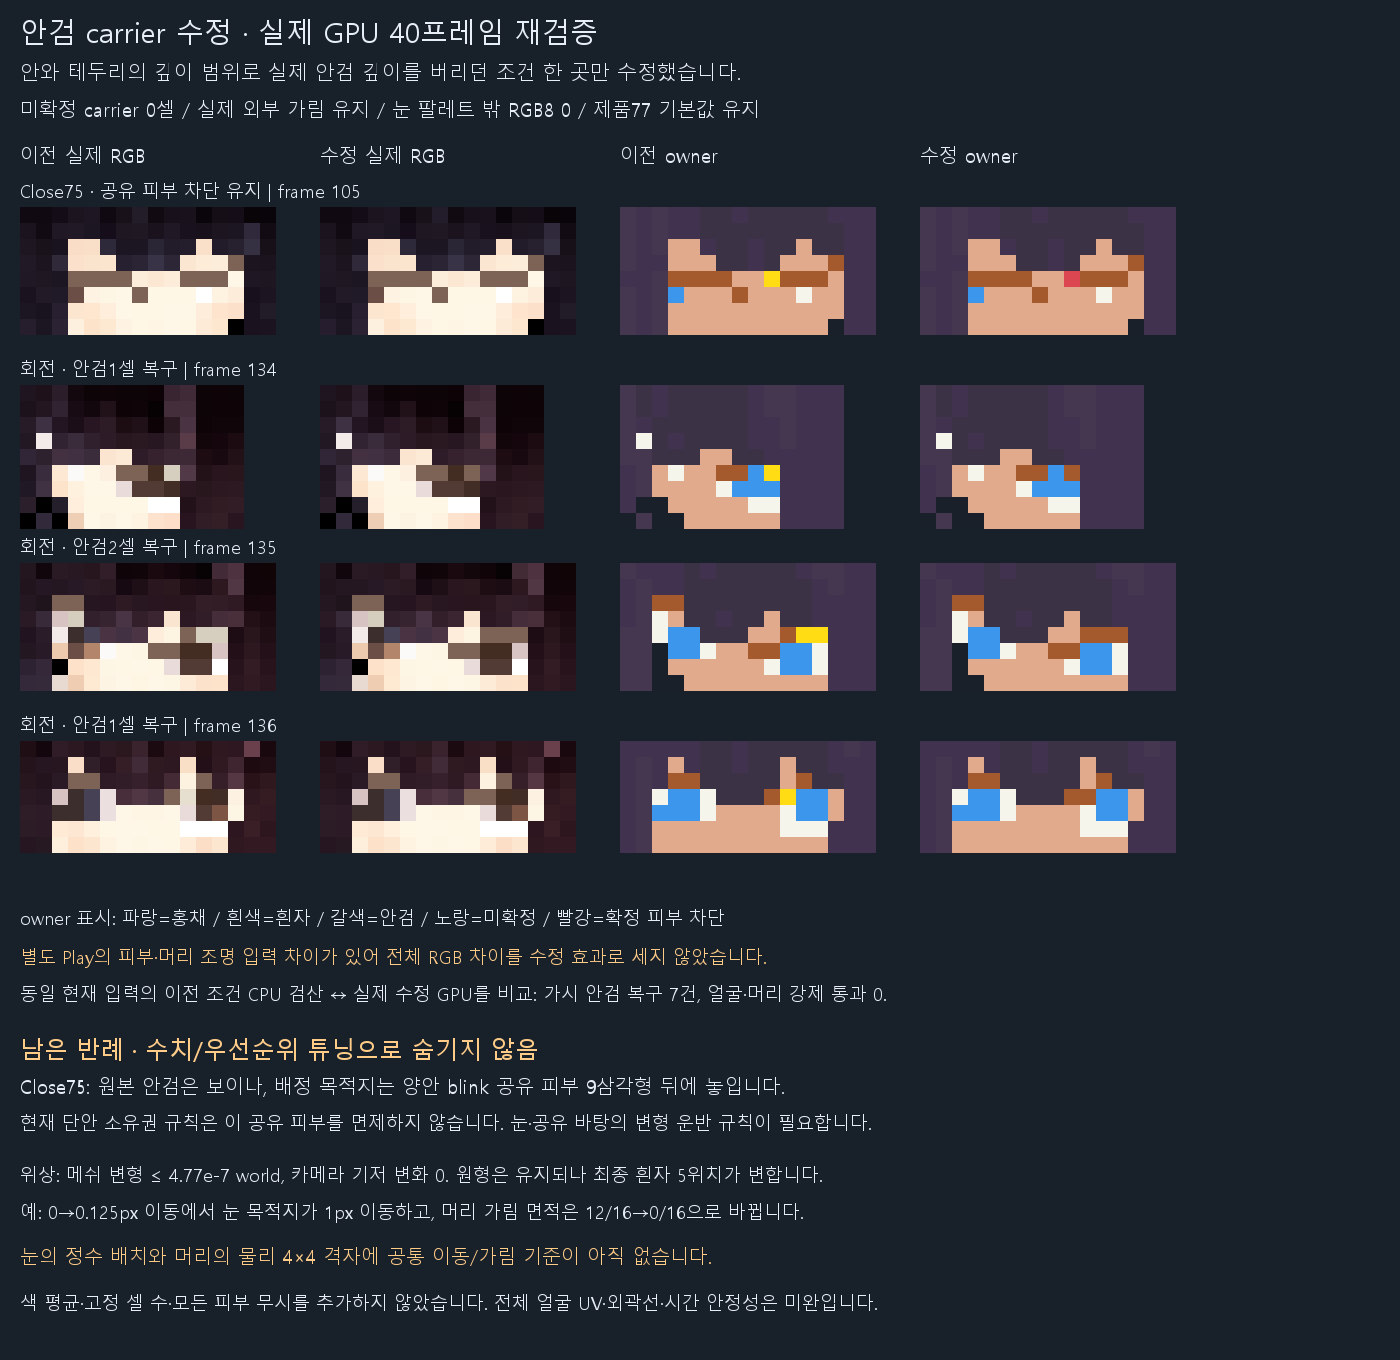 안검 carrier 수정 · 실제 GPU 40프레임 재검증
안와 테두리의 깊이 범위로 실제 안검 깊이를 버리던 조건 한 곳만 수정했습니다.
미확정 carrier 0셀 / 실제 외부 가림 유지 / 눈 팔레트 밖 RGB8 0 / 제품77 기본값 유지
이전 실제 RGB 수정 실제 RGB 이전 owner 수정 owner
Close75 · 공유 피부 차단 유지 | frame 105
회전 · 안검1셀 복구 | frame 134
회전 · 안검2셀 복구 | frame 135
회전 · 안검1셀 복구 | frame 136
owner 표시: 파랑=홍채 / 흰색=흰자 / 갈색=안검 / 노랑=미확정 / 빨강=확정 피부 차단
별도 Play의 피부·머리 조명 입력 차이가 있어 전체 RGB 차이를 수정 효과로 세지 않았습니다.
동일 현재 입력의 이전 조건 CPU 검산 ↔ 실제 수정 GPU를 비교: 가시 안검 복구 7건, 얼굴·머리 강제 통과 0.
남은 반례 · 수치/우선순위 튜닝으로 숨기지 않음
Close75: 원본 안검은 보이나, 배정 목적지는 양안 blink 공유 피부 9삼각형 뒤에 놓입니다.
현재 단안 소유권 규칙은 이 공유 피부를 면제하지 않습니다. 눈·공유 바탕의 변형 운반 규칙이 필요합니다.
위상: 메쉬 변형 ≤ 4.77e-7 world, 카메라 기저 변화 0. 원형은 유지되나 최종 흰자 5위치가 변합니다.
예: 0→0.125px 이동에서 눈 목적지가 1px 이동하고, 머리 가림 면적은 12/16→0/16으로 바뀝니다.
눈의 정수 배치와 머리의 물리 4×4 격자에 공통 이동/가림 기준이 아직 없습니다.
색 평균·고정 셀 수·모든 피부 무시를 추가하지 않았습니다. 전체 얼굴 UV·외곽선·시간 안정성은 미완입니다.